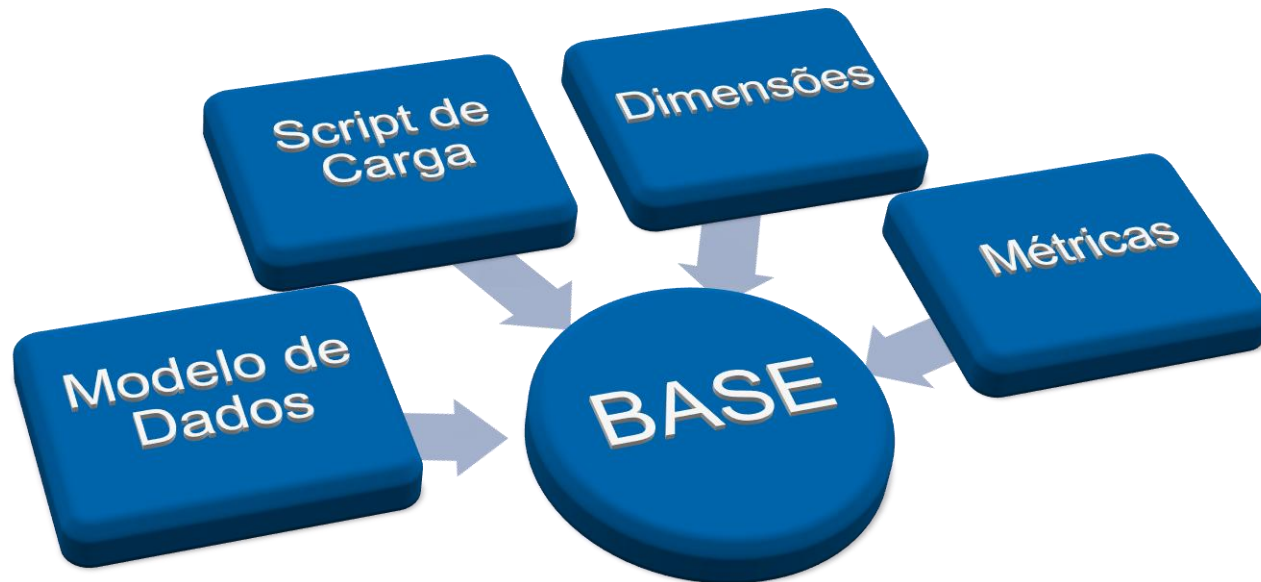 Script de
Carga
Dimensões
Métricas
Modelo de
Dados
BASE